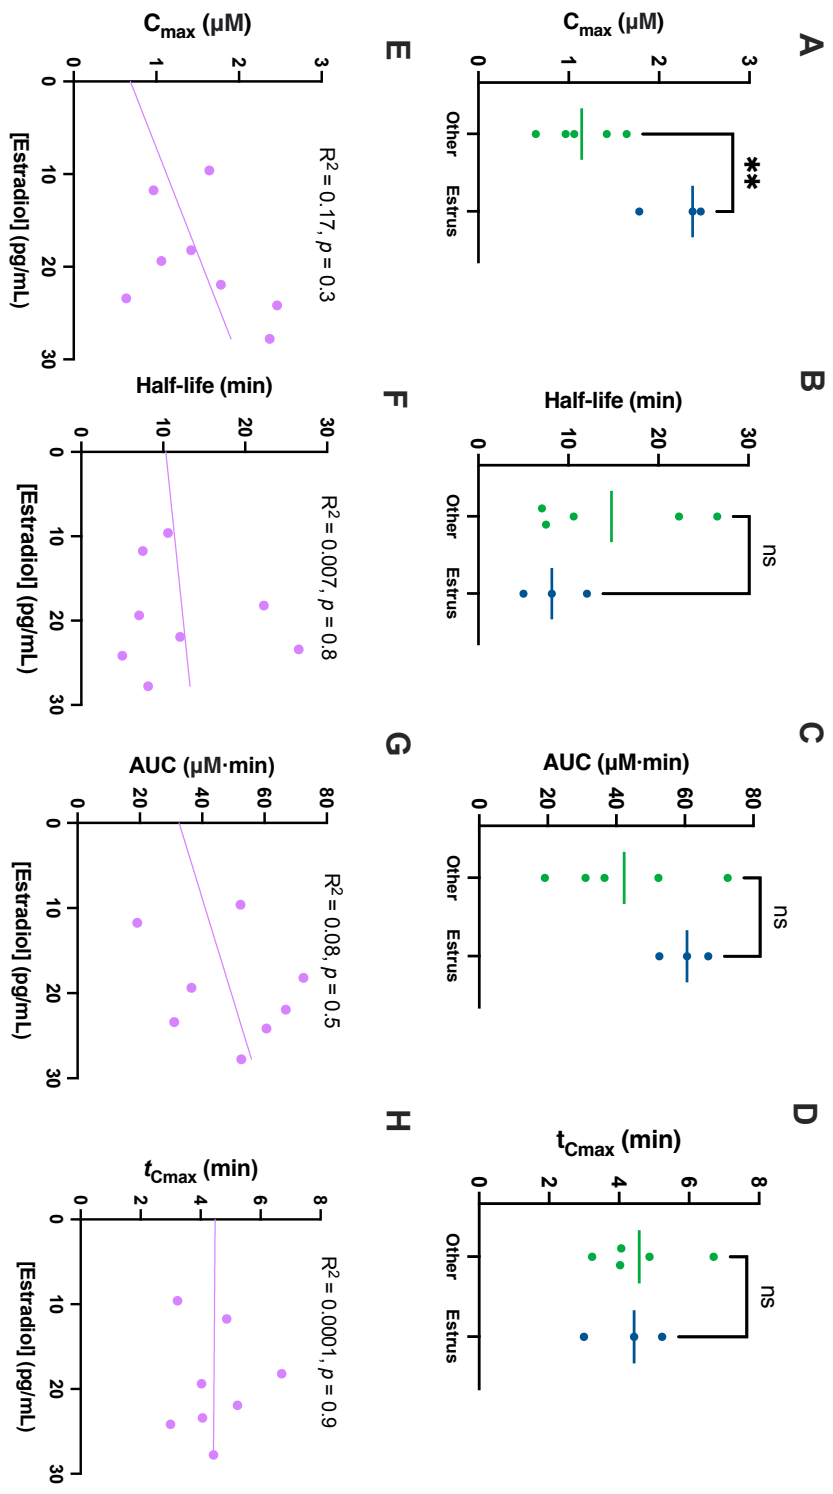 A
C_max (µM)
3
2
1
0
**
Other
Estrus
B
Half-life (min)
30
20
10
0
ns
Other
Estrus
C
AUC (µM·min)
80
60
40
20
0
ns
Other
Estrus
D
t_Cmax (min)
8
6
4
2
0
ns
Other
Estrus
E
C_max (µM)
3
2
1
0
R² = 0.17, p = 0.3
0
10
20
30
[Estradiol] (pg/mL)
F
Half-life (min)
30
20
10
0
R² = 0.007, p = 0.8
0
10
20
30
[Estradiol] (pg/mL)
G
AUC (µM·min)
80
60
40
20
0
R² = 0.08, p = 0.5
0
10
20
30
[Estradiol] (pg/mL)
H
t_Cmax (min)
8
6
4
2
0
R² = 0.0001, p = 0.9
0
10
20
30
[Estradiol] (pg/mL)